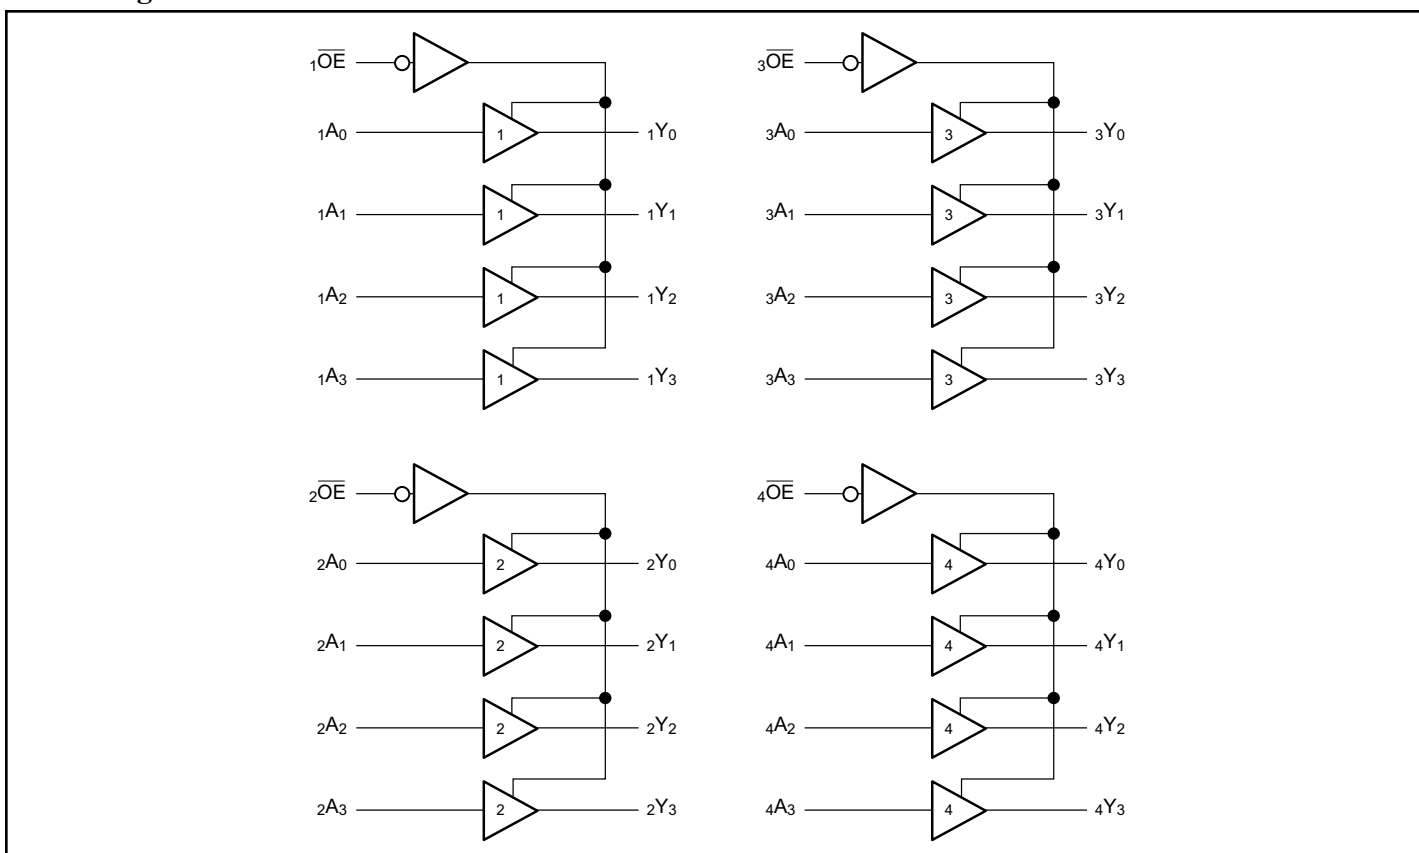 1OE 3OE
1A0 1 1Y0 3A0 3 3Y0
1A1 1 1Y1 3A1 3 3Y1
1A2 1 1Y2 3A2 3 3Y2
1A3 1 1Y3 3A3 3 3Y3
2OE 4OE
2A0 2 2Y0 4A0 4 4Y0
2A1 2 2Y1 4A1 4 4Y1
2A2 2 2Y2 4A2 4 4Y2
2A3 2 2Y3 4A3 4 4Y3